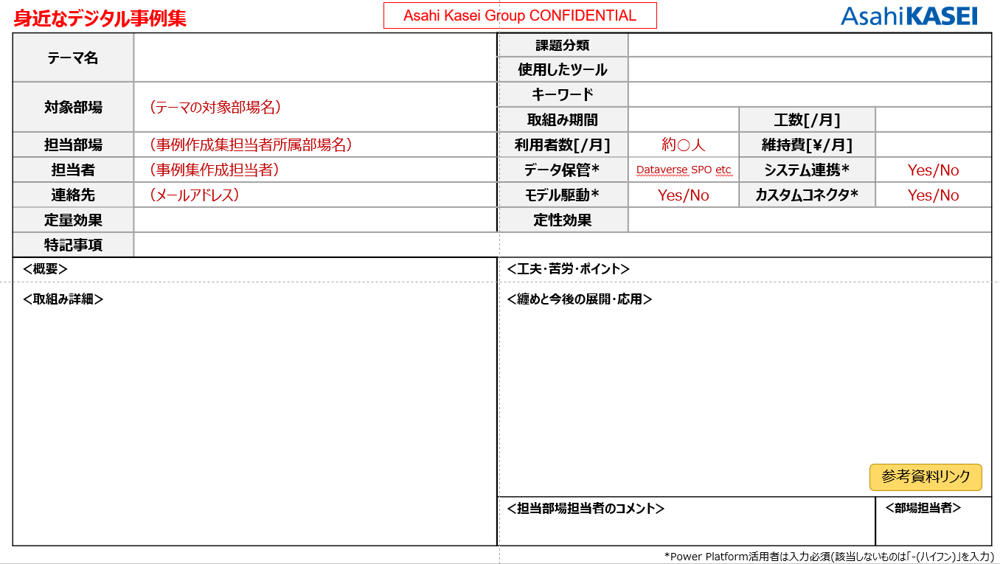 身近なデジタル事例集
Asahi Kasei Group CONFIDENTIAL
AsahiKASEI
テーマ名
課題分類
使用したツール
対象部場 （テーマの対象部場名）
キーワード
取組み期間 工数[/月]
担当部場 （事例作成集担当者所属部場名） 利用者数[/月] 約○人 維持費[¥/月]
担当者 （事例集作成担当者） データ保管* Dataverse SPO etc システム連携* Yes/No
連絡先 （メールアドレス） モデル駆動* Yes/No カスタムコネクタ* Yes/No
定量効果 定性効果
特記事項
＜概要＞
＜取組み詳細＞
＜工夫・苦労・ポイント＞
＜纏めと今後の展開・応用＞
参考資料リンク
＜担当部場担当者のコメント＞ ＜部場担当者＞
*Power Platform活用者は入力必須(該当しないものは「-(ハイフン)」を入力)